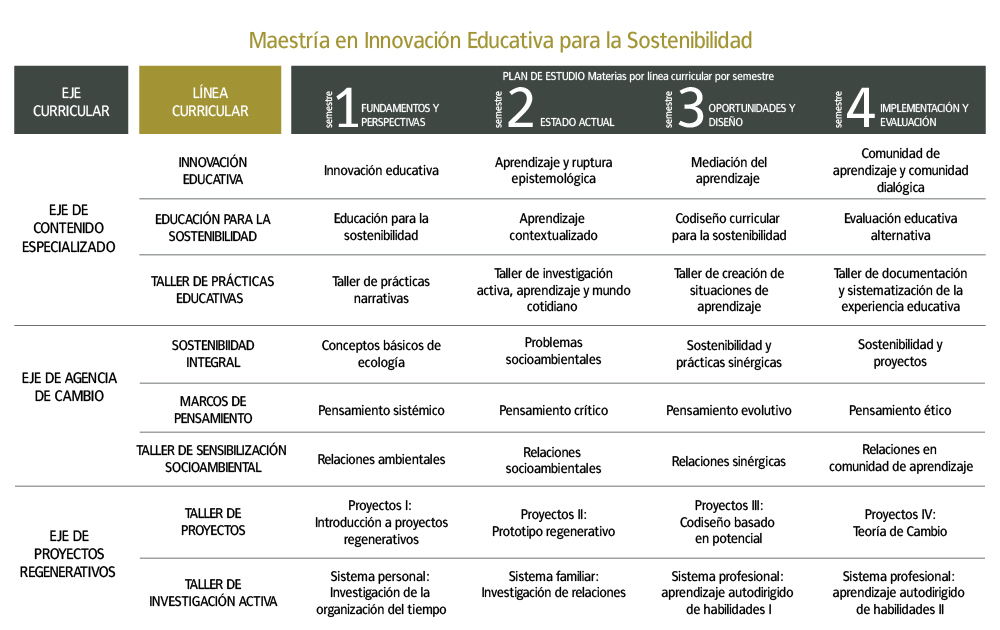 Maestría en Innovación Educativa para la Sostenibilidad
EJE
CURRICULAR
LÍNEA
CURRICULAR
PLAN DE ESTUDIO Materias por línea curricular por semestre
semestre
1
FUNDAMENTOS Y
PERSPECTIVAS
semestre
2
ESTADO ACTUAL
semestre
3
OPORTUNIDADES Y
DISEÑO
semestre
4
IMPLEMENTACIÓN Y
EVALUACIÓN
EJE DE
CONTENIDO
ESPECIALIZADO
INNOVACIÓN
EDUCATIVA
Innovación educativa
Aprendizaje y ruptura
epistemológica
Mediación del
aprendizaje
Comunidad de
aprendizaje y comunidad
dialógica
EDUCACIÓN PARA LA
SOSTENIBILIDAD
Educación para la
sostenibilidad
Aprendizaje
contextualizado
Codiseño curricular
para la sostenibilidad
Evaluación educativa
alternativa
TALLER DE PRÁCTICAS
EDUCATIVAS
Taller de prácticas
narrativas
Taller de investigación
activa, aprendizaje y mundo
cotidiano
Taller de creación de
situaciones de
aprendizaje
Taller de documentación
y sistematización de la
experiencia educativa
EJE DE AGENCIA
DE CAMBIO
SOSTENIBIIDAD
INTEGRAL
Conceptos básicos de
ecología
Problemas
socioambientales
Sostenibilidad y
prácticas sinérgicas
Sostenibilidad y
proyectos
MARCOS DE
PENSAMIENTO
Pensamiento sistémico
Pensamiento crítico
Pensamiento evolutivo
Pensamiento ético
TALLER DE SENSIBILIZACIÓN
SOCIOAMBIENTAL
Relaciones ambientales
Relaciones
socioambientales
Relaciones sinérgicas
Relaciones en
comunidad de aprendizaje
EJE DE
PROYECTOS
REGENERATIVOS
TALLER DE
PROYECTOS
Proyectos I:
Introducción a proyectos
regenerativos
Proyectos II:
Prototipo regenerativo
Proyectos III:
Codiseño basado
en potencial
Proyectos IV:
Teoría de Cambio
TALLER DE
INVESTIGACIÓN ACTIVA
Sistema personal:
Investigación de la
organización del tiempo
Sistema familiar:
Investigación de relaciones
Sistema profesional:
aprendizaje autodirigido
de habilidades I
Sistema profesional:
aprendizaje autodirigido
de habilidades II